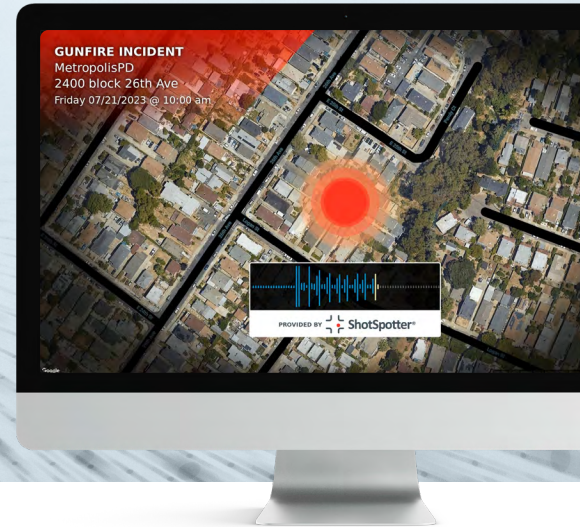 GUNFIRE INCIDENT
MetropolisPD
2400 block 26th Ave
Friday 07/21/2023 @ 10:00 am
PROVIDED BY ShotSpotter®
Google